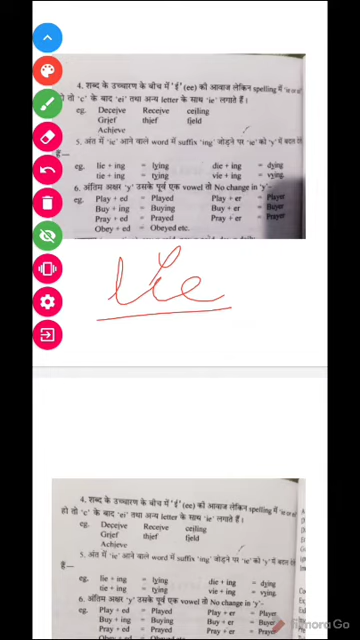 4. शब्द के उच्चारण के बीच में 'ई' (ee) की आवाज लेकिन spelling में 'ie or ei'
हो तो 'c' के बाद 'ei' तथा अन्य letter के साथ 'ie' लगाते हैं।
eg. Deceive Receive ceiling
Grief thief field
Achieve
5. अंत में 'ie' आने वाले word में suffix 'ing' जोड़ने पर 'ie' को 'y' में बदल देते
हैं—
eg. lie + ing = lying die + ing = dying
tie + ing = tying vie + ing = vying.
6. अंतिम अक्षर 'y' उसके पूर्व एक vowel तो No change in 'y'-
eg. Play + ed = Played Play + er = Player
Buy + ing = Buying Buy + er = Buyer
Pray + ed = Prayed Pray + er = Prayer
Obey + ed = Obeyed etc.
lie
4. शब्द के उच्चारण के बीच में 'ई' (ee) की आवाज लेकिन spelling में 'ie or ei'
हो तो 'c' के बाद 'ei' तथा अन्य letter के साथ 'ie' लगाते हैं।
eg. Deceive Receive ceiling
Grief thief field
Achieve
5. अंत में 'ie' आने वाले word में suffix 'ing' जोड़ने पर 'ie' को 'y' में बदल देते
हैं—
eg. lie + ing = lying die + ing = dying
tie + ing = tying vie + ing = vying.
6. अंतिम अक्षर 'y' उसके पूर्व एक vowel तो No change in 'y'-
eg. Play + ed = Played Play + er = Player
Buy + ing = Buying Buy + er = Buyer
Pray + ed = Prayed Pray + er = Prayer
FilmoraGo